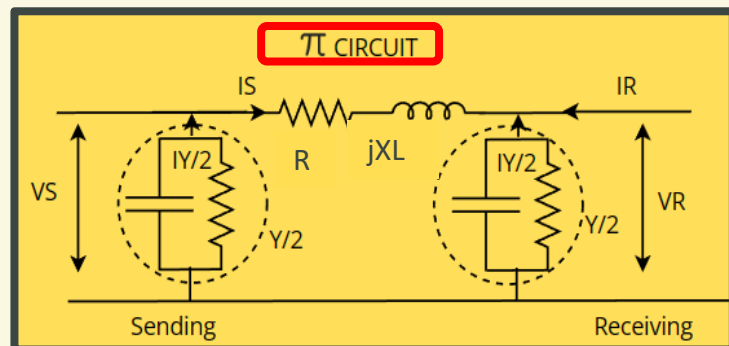 π CIRCUIT
IS
IR
R
jXL
IY/2
IY/2
VS
VR
Y/2
Y/2
Sending
Receiving